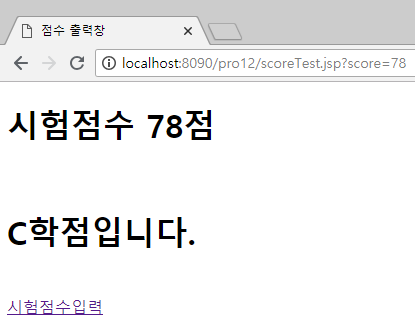 점수 출력창
localhost:8090/pro12/scoreTest.jsp?score=78
시험점수 78점
C학점입니다.
시험점수입력